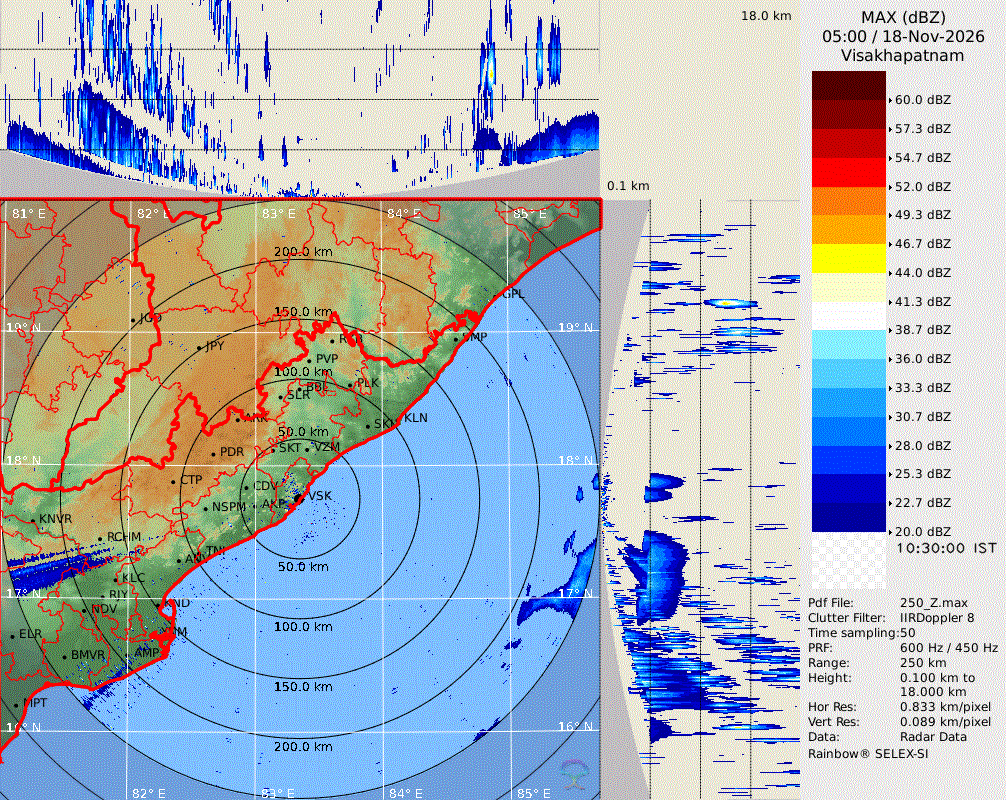 18.0 km
0.1 km
MAX (dBZ)
05:00 / 18-Nov-2026
Visakhapatnam
60.0 dBZ
57.3 dBZ
54.7 dBZ
52.0 dBZ
49.3 dBZ
46.7 dBZ
44.0 dBZ
41.3 dBZ
38.7 dBZ
36.0 dBZ
33.3 dBZ
30.7 dBZ
28.0 dBZ
25.3 dBZ
22.7 dBZ
20.0 dBZ
10:30:00 IST
Pdf File: 250_Z.max
Clutter Filter: IIRDoppler 8
Time sampling:50
PRF: 600 Hz / 450 Hz
Range: 250 km
Height: 0.100 km to
18.000 km
Hor Res: 0.833 km/pixel
Vert Res: 0.089 km/pixel
Data: Radar Data
Rainbow® SELEX-SI
81° E 82° E 83° E 84° E 85° E
200.0 km
GPL
150.0 km
19° N 19° N
JPY
PVP
100.0 km
PLK
SLR
KLN
50.0 km
SKT VZM
PDR
18° N 18° N
CTP
CDV
VSK
NSPM AKP
KNVR
50.0 km
KLC
RJY
17° N 17° N
NDV
100.0 km
ELR
BMVR AMP
150.0 km
16° N 16° N
200.0 km
82° E 83° E 84° E 85° E